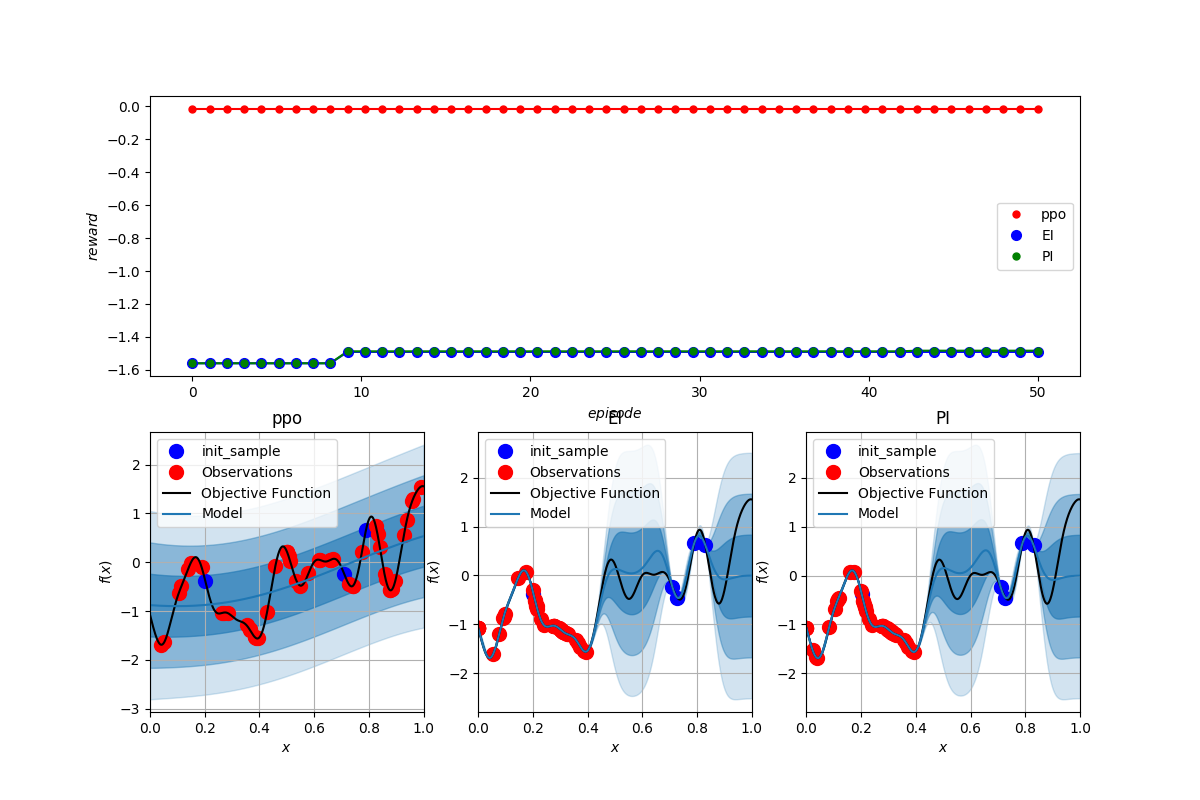 0.0
−0.2
−0.4
−0.6
−0.8
−1.0
−1.2
−1.4
−1.6
reward
ppo
EI
PI
0 10 20 30 40 50
episode
ppo EI PI
init_sample
Observations
Objective Function
Model
2
1
0
−1
−2
−3
f(x)
0.0 0.2 0.4 0.6 0.8 1.0
x
init_sample
Observations
Objective Function
Model
2
1
0
−1
−2
f(x)
0.0 0.2 0.4 0.6 0.8 1.0
x
init_sample
Observations
Objective Function
Model
2
1
0
−1
−2
f(x)
0.0 0.2 0.4 0.6 0.8 1.0
x